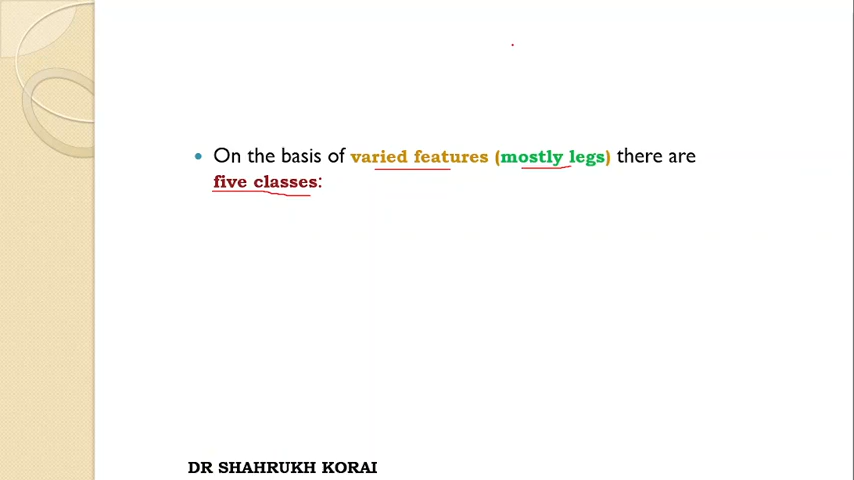 • On the basis of varied features (mostly legs) there are
five classes:
DR SHAHRUKH KORAI